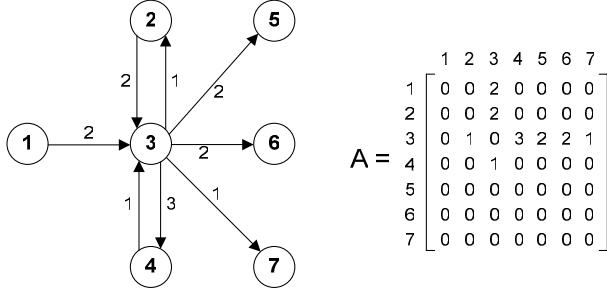 2 5
2 1 2
1 2 3 2 6
1 3 1
4 7
1 2 3 4 5 6 7
1 0 0 2 0 0 0 0
2 0 0 2 0 0 0 0
3 0 1 0 3 2 2 1
A = 4 0 0 1 0 0 0 0
5 0 0 0 0 0 0 0
6 0 0 0 0 0 0 0
7 0 0 0 0 0 0 0